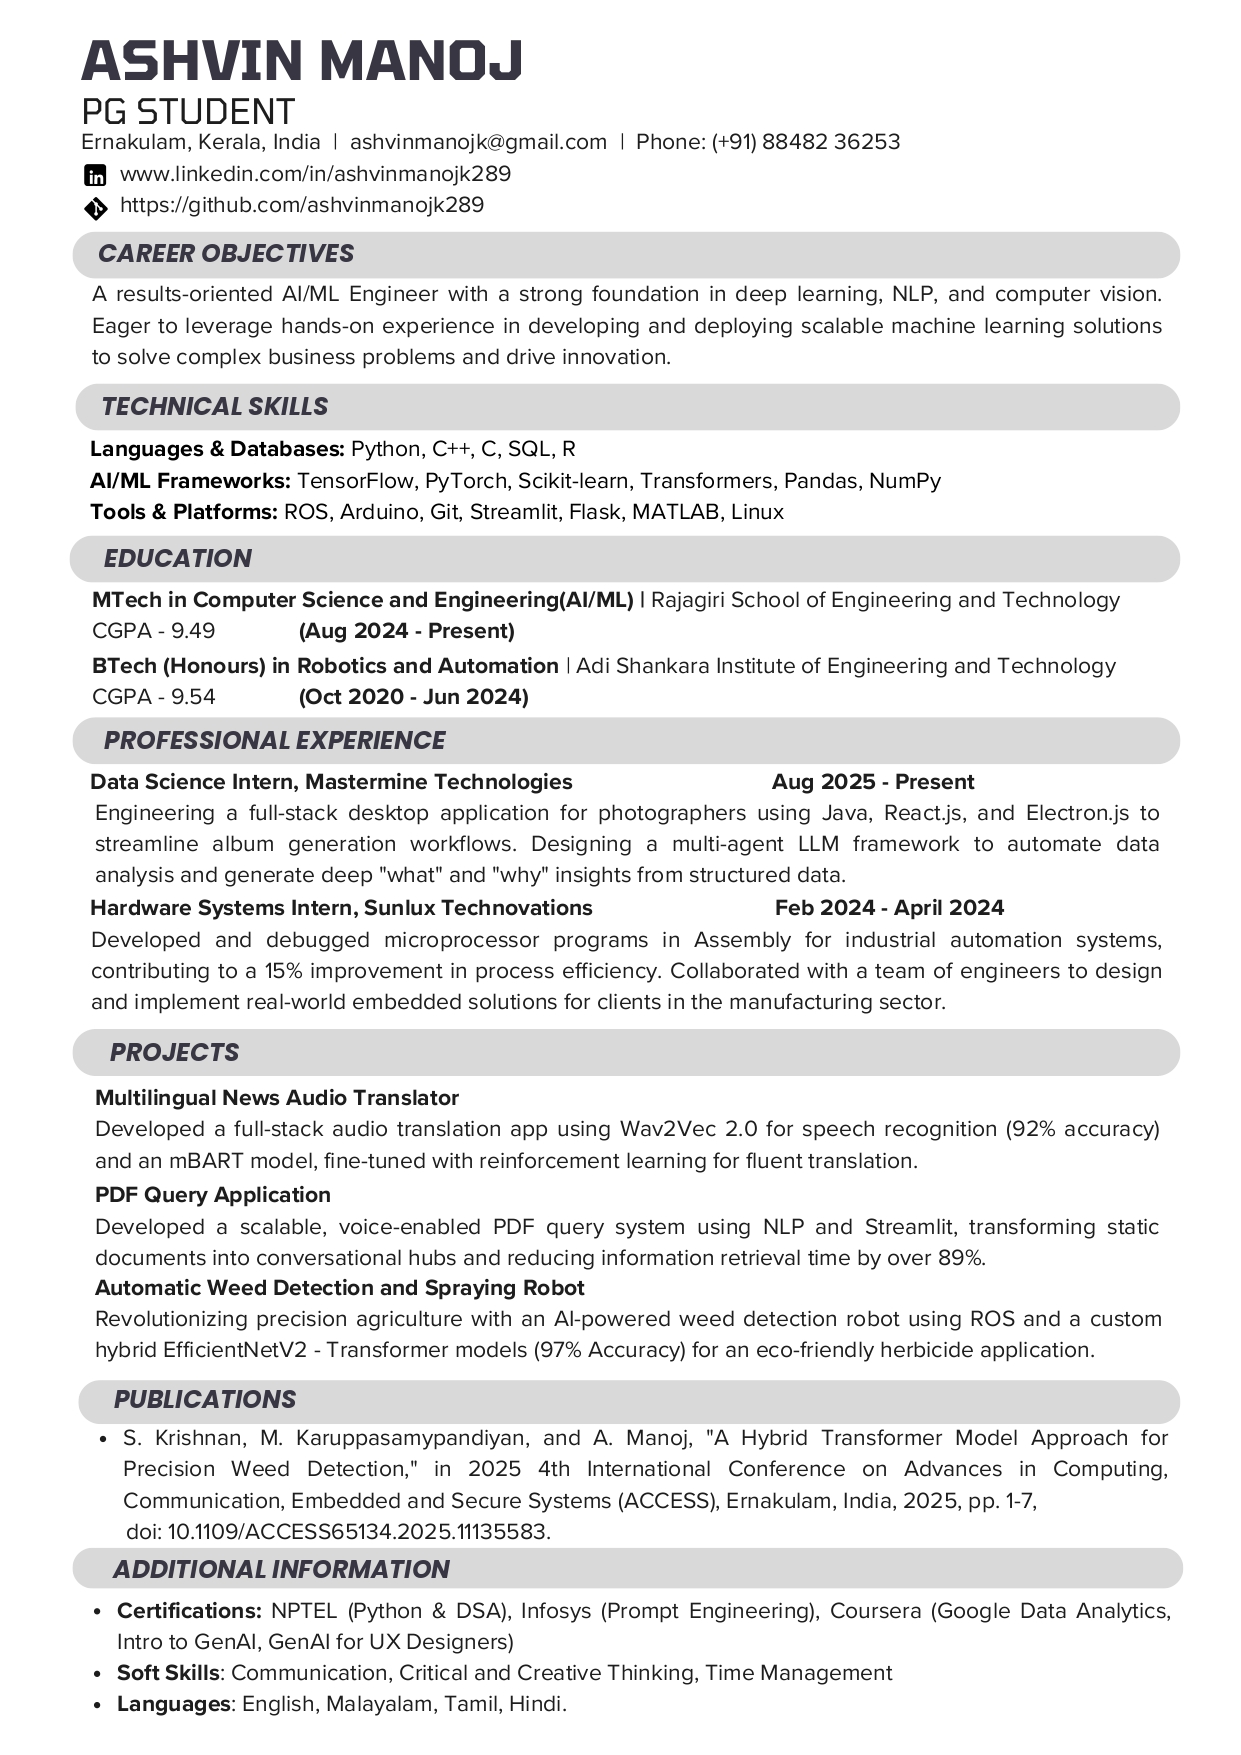 ASHVIN MANOJ
PG STUDENT
Ernakulam, Kerala, India | ashvinmanojk@gmail.com | Phone: (+91) 88482 36253
www.linkedin.com/in/ashvinmanojk289
https://github.com/ashvinmanojk289
CAREER OBJECTIVES
A results-oriented AI/ML Engineer with a strong foundation in deep learning, NLP, and computer vision.
Eager to leverage hands-on experience in developing and deploying scalable machine learning solutions
to solve complex business problems and drive innovation.
TECHNICAL SKILLS
Languages & Databases: Python, C++, C, SQL, R
AI/ML Frameworks: TensorFlow, PyTorch, Scikit-learn, Transformers, Pandas, NumPy
Tools & Platforms: ROS, Arduino, Git, Streamlit, Flask, MATLAB, Linux
EDUCATION
MTech in Computer Science and Engineering(AI/ML) | Rajagiri School of Engineering and Technology
CGPA - 9.49 (Aug 2024 - Present)
BTech (Honours) in Robotics and Automation | Adi Shankara Institute of Engineering and Technology
CGPA - 9.54 (Oct 2020 - Jun 2024)
PROFESSIONAL EXPERIENCE
Data Science Intern, Mastermine Technologies Aug 2025 - Present
Engineering a full-stack desktop application for photographers using Java, React.js, and Electron.js to
streamline album generation workflows. Designing a multi-agent LLM framework to automate data
analysis and generate deep "what" and "why" insights from structured data.
Hardware Systems Intern, Sunlux Technovations Feb 2024 - April 2024
Developed and debugged microprocessor programs in Assembly for industrial automation systems,
contributing to a 15% improvement in process efficiency. Collaborated with a team of engineers to design
and implement real-world embedded solutions for clients in the manufacturing sector.
PROJECTS
Multilingual News Audio Translator
Developed a full-stack audio translation app using Wav2Vec 2.0 for speech recognition (92% accuracy)
and an mBART model, fine-tuned with reinforcement learning for fluent translation.
PDF Query Application
Developed a scalable, voice-enabled PDF query system using NLP and Streamlit, transforming static
documents into conversational hubs and reducing information retrieval time by over 89%.
Automatic Weed Detection and Spraying Robot
Revolutionizing precision agriculture with an AI-powered weed detection robot using ROS and a custom
hybrid EfficientNetV2 - Transformer models (97% Accuracy) for an eco-friendly herbicide application.
PUBLICATIONS
• S. Krishnan, M. Karuppasamypandiyan, and A. Manoj, "A Hybrid Transformer Model Approach for
Precision Weed Detection," in 2025 4th International Conference on Advances in Computing,
Communication, Embedded and Secure Systems (ACCESS), Ernakulam, India, 2025, pp. 1-7,
doi: 10.1109/ACCESS65134.2025.11135583.
ADDITIONAL INFORMATION
• Certifications: NPTEL (Python & DSA), Infosys (Prompt Engineering), Coursera (Google Data Analytics,
Intro to GenAI, GenAI for UX Designers)
• Soft Skills: Communication, Critical and Creative Thinking, Time Management
• Languages: English, Malayalam, Tamil, Hindi.